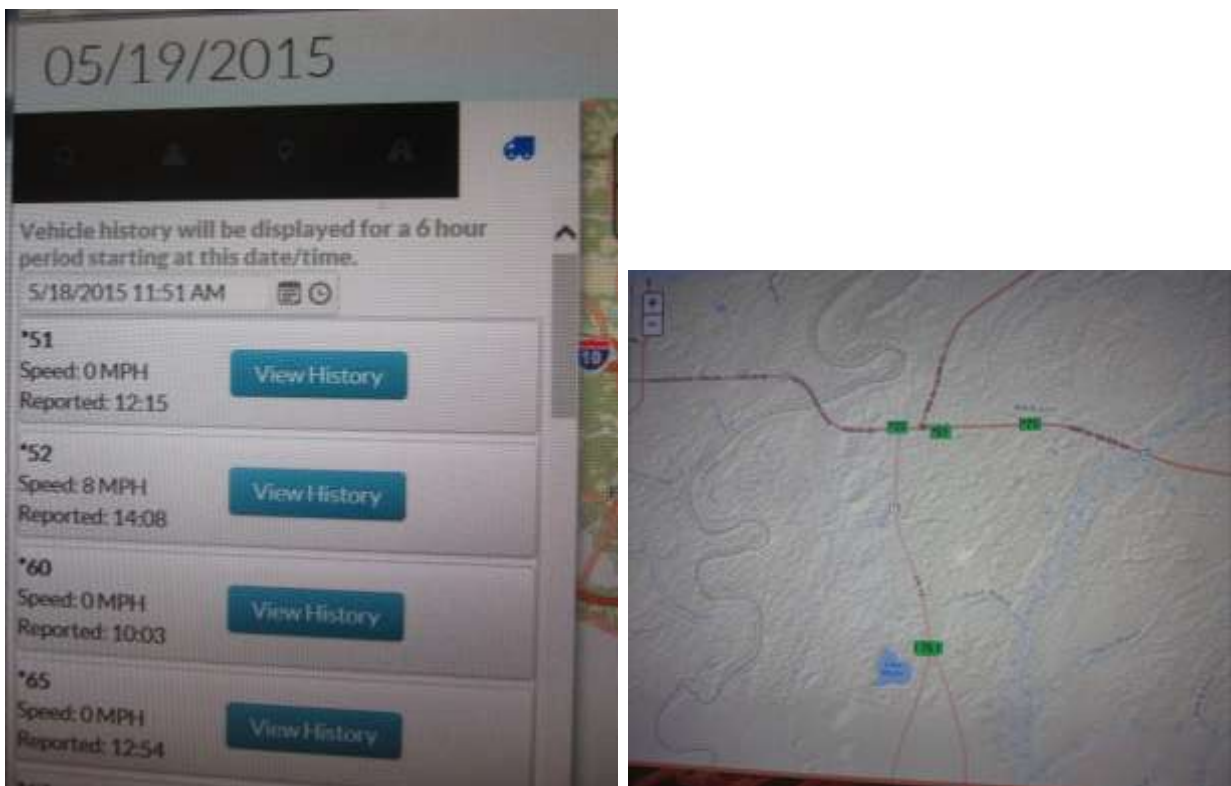 05/19/2015
Vehicle history will be displayed for a 6 hour
period starting at this date/time.
5/18/2015 11:51 AM
*51
Speed: 0 MPH
Reported: 12:15
View History
*52
Speed: 8 MPH
Reported: 14:08
View History
*60
Speed: 0 MPH
Reported: 10:03
View History
*65
Speed: 0 MPH
Reported: 12:54
View History
10
+
-